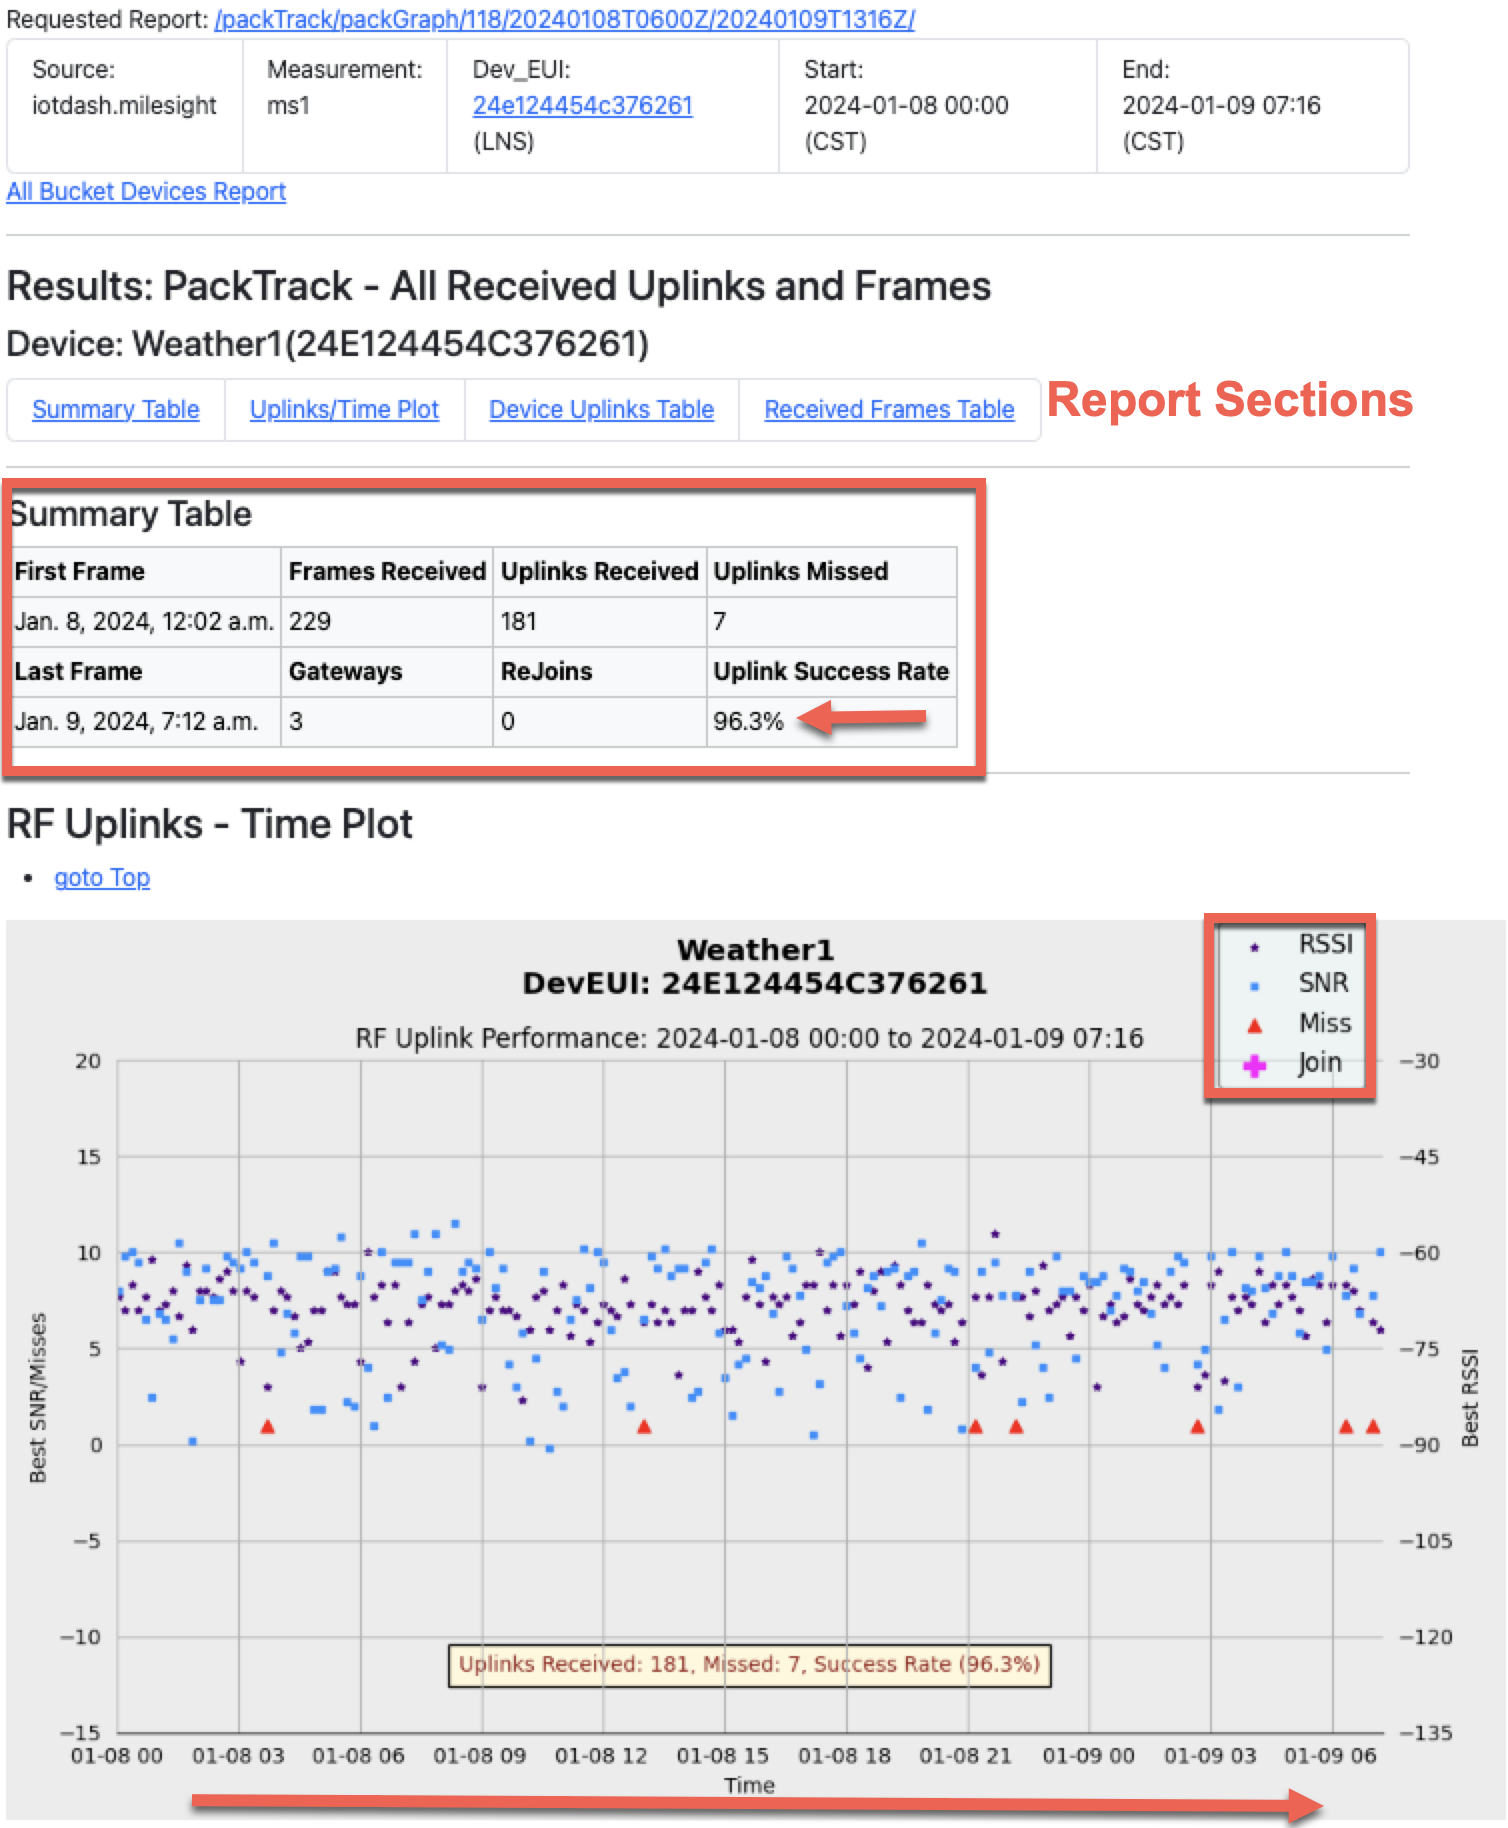 Requested Report: /packTrack/packGraph/118/20240108T0600Z/20240109T1316Z/
Source: Measurement: Dev_EUI: Start: End:
iotdash.milesight ms1 24e124454c376261 2024-01-08 00:00 2024-01-09 07:16
(LNS) (CST) (CST)
All Bucket Devices Report
Results: PackTrack - All Received Uplinks and Frames
Device: Weather1(24E124454C376261)
Summary Table Uplinks/Time Plot Device Uplinks Table Received Frames Table Report Sections
Summary Table
First Frame Frames Received Uplinks Received Uplinks Missed
Jan. 8, 2024, 12:02 a.m. 229 181 7
Last Frame Gateways ReJoins Uplink Success Rate
Jan. 9, 2024, 7:12 a.m. 3 0 96.3%
RF Uplinks - Time Plot
• goto Top
Weather1
DevEUI: 24E124454C376261
RF Uplink Performance: 2024-01-08 00:00 to 2024-01-09 07:16
RSSI
SNR
Miss
Join
20 −30
15 −45
10 −60
5 −75
0 −90
−5 −105
−10 −120
−15 −135
Best SNR/Misses
Best RSSI
Uplinks Received: 181, Missed: 7, Success Rate (96.3%)
01-08 00 01-08 03 01-08 06 01-08 09 01-08 12 01-08 15 01-08 18 01-08 21 01-09 00 01-09 03 01-09 06
Time